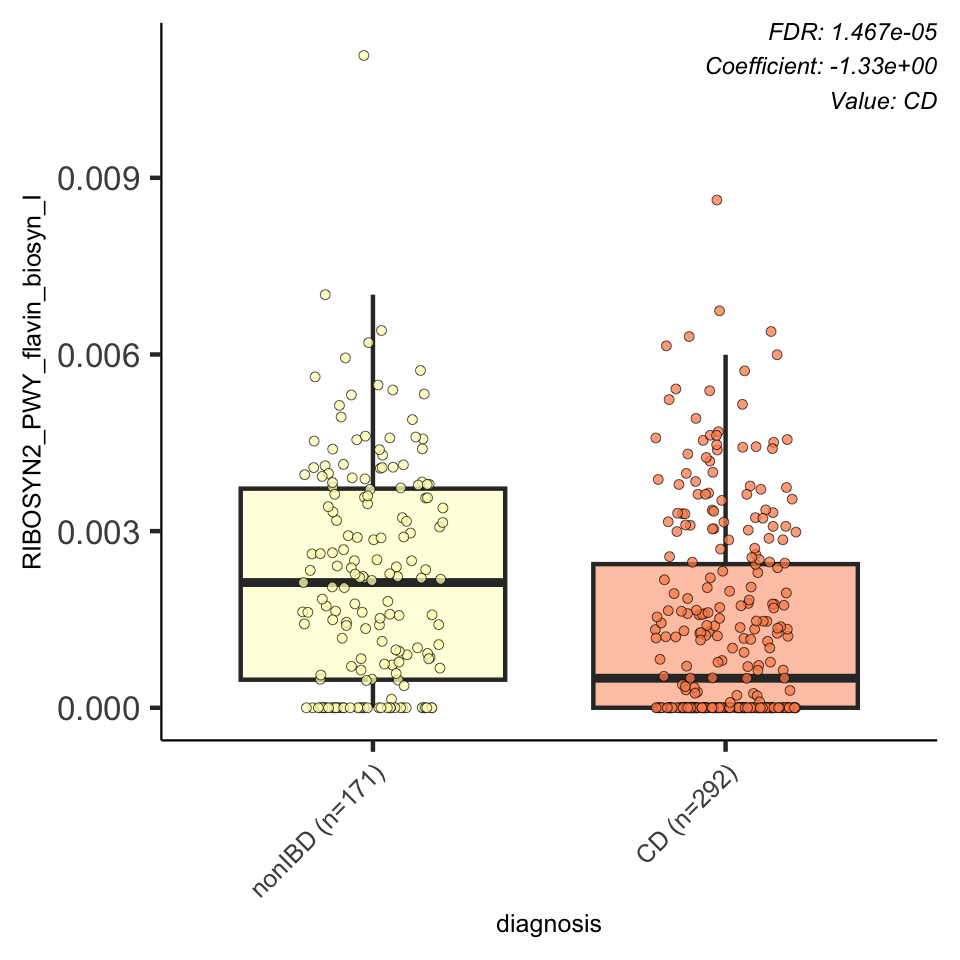 FDR: 1.467e-05
Coefficient: -1.33e+00
Value: CD
RIBOSYN2_PWY_flavin_biosyn_I
0.009
0.006
0.003
0.000
nonIBD (n=171)
CD (n=292)
diagnosis